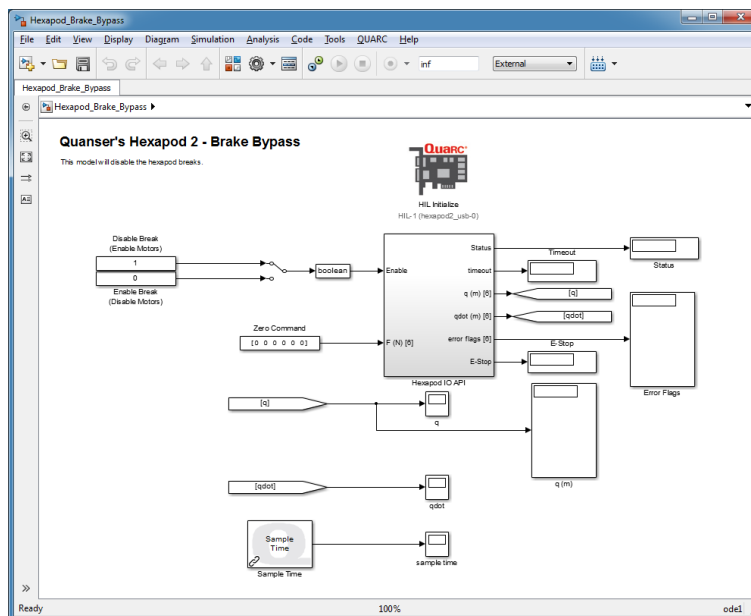 Hexapod_Brake_Bypass
File Edit View Display Diagram Simulation Analysis Code Tools QUARC Help
inf
External
Hexapod_Brake_Bypass
Hexapod_Brake_Bypass
Quanser's Hexapod 2 - Brake Bypass
This model will disable the hexapod breaks.
QUARC
HIL Initialize
HIL-1 (hexapod2_usb-0)
Disable Break
(Enable Motors)
1
0
Enable Break
(Disable Motors)
boolean
Enable
F (N) [6]
Status
timeout
q (m) [6]
qdot (m) [6]
error flags [6]
E-Stop
Hexapod IO API
Zero Command
[0 0 0 0 0 0]
Timeout
Status
[q]
[qdot]
E-Stop
Error Flags
[q]
q
q (m)
[qdot]
qdot
Sample
Time
Sample Time
sample time
Ready
100%
ode1